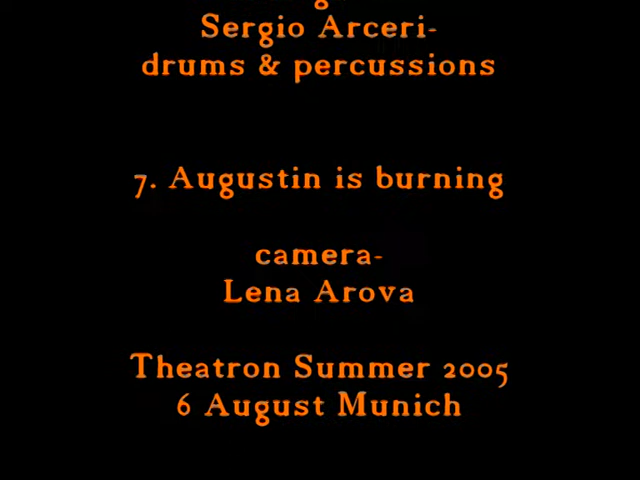 Sergio Arceri-
drums & percussions
7. Augustin is burning
camera-
Lena Arova
Theatron Summer 2005
6 August Munich